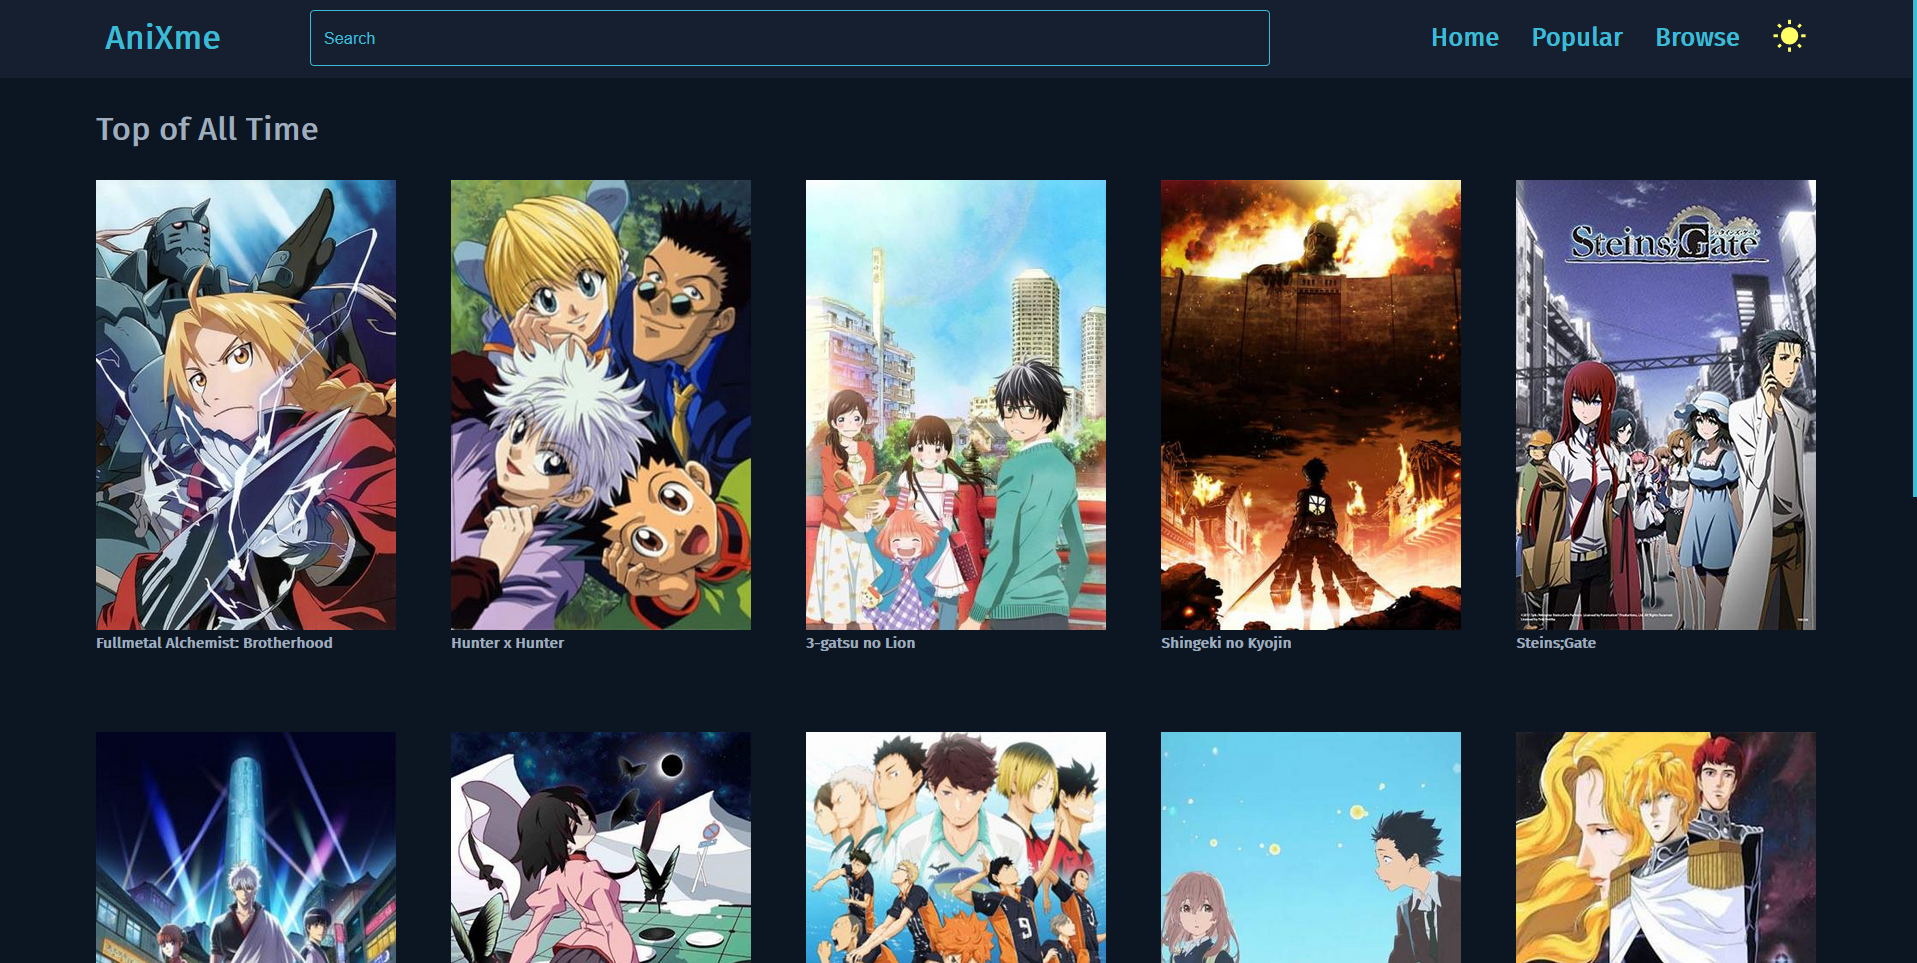 AniXme
Search
Home
Popular
Browse
Top of All Time
Steins;Gate
Fullmetal Alchemist: Brotherhood
Hunter x Hunter
3-gatsu no Lion
Shingeki no Kyojin
Steins;Gate
9